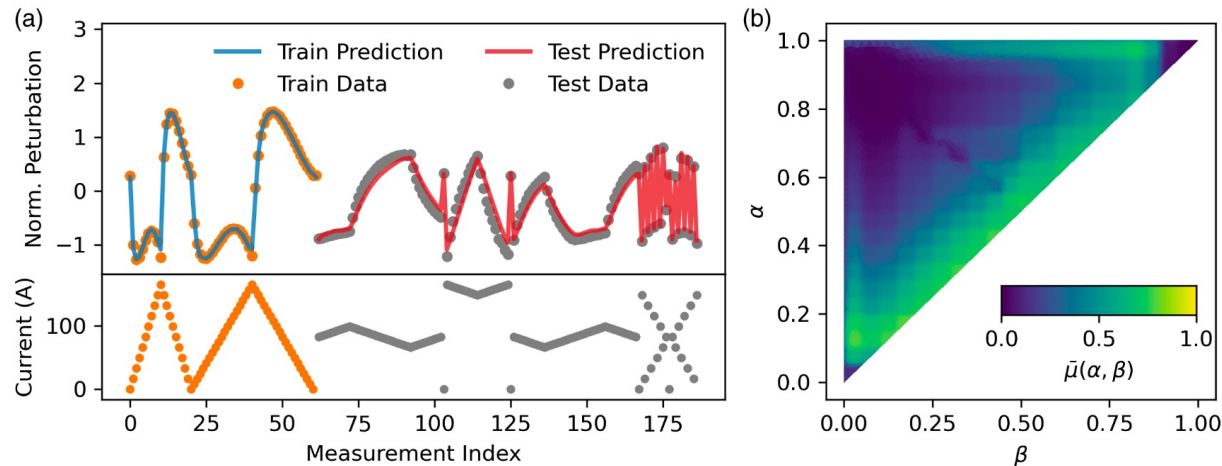 (a)
3
2
1
0
−1
Norm. Peturbation
Train Prediction
Train Data
Test Prediction
Test Data
Current (A)
100
0
0 25 50 75 100 125 150 175
Measurement Index
(b)
1.0
0.8
0.6
0.4
0.2
0.0
α
0.0 0.5 1.0
μ̄(α, β)
0.00 0.25 0.50 0.75 1.00
β